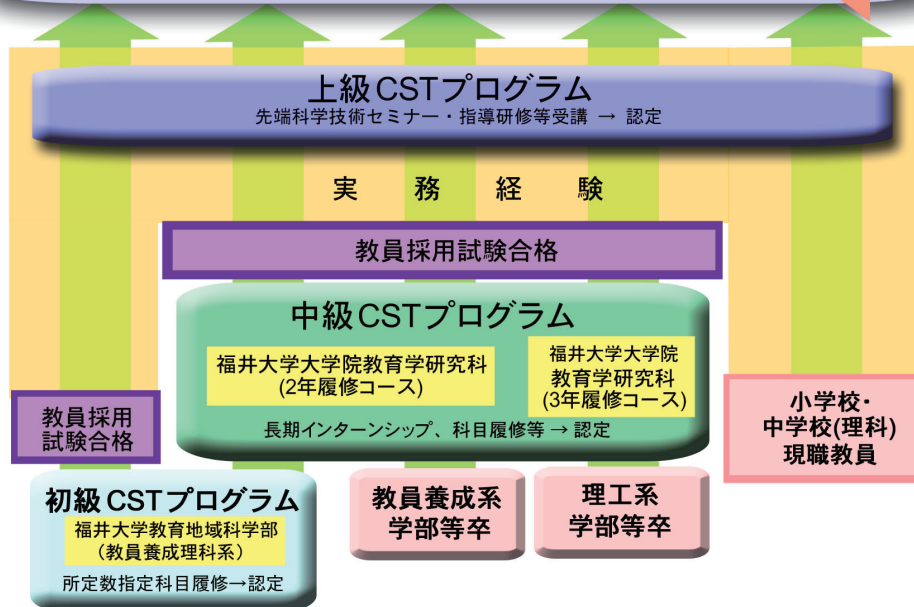 上級CSTプログラム
先端科学技術セミナー・指導研修等受講 → 認定
実務経験
教員採用試験合格
中級CSTプログラム
福井大学大学院教育学研究科
(2年履修コース)
福井大学大学院
教育学研究科
(3年履修コース)
長期インターンシップ、科目履修等 → 認定
教員採用
試験合格
小学校・
中学校(理科)
現職教員
初級CSTプログラム
福井大学教育地域科学部
(教員養成理科系)
所定数指定科目履修→認定
教員養成系
学部等卒
理工系
学部等卒